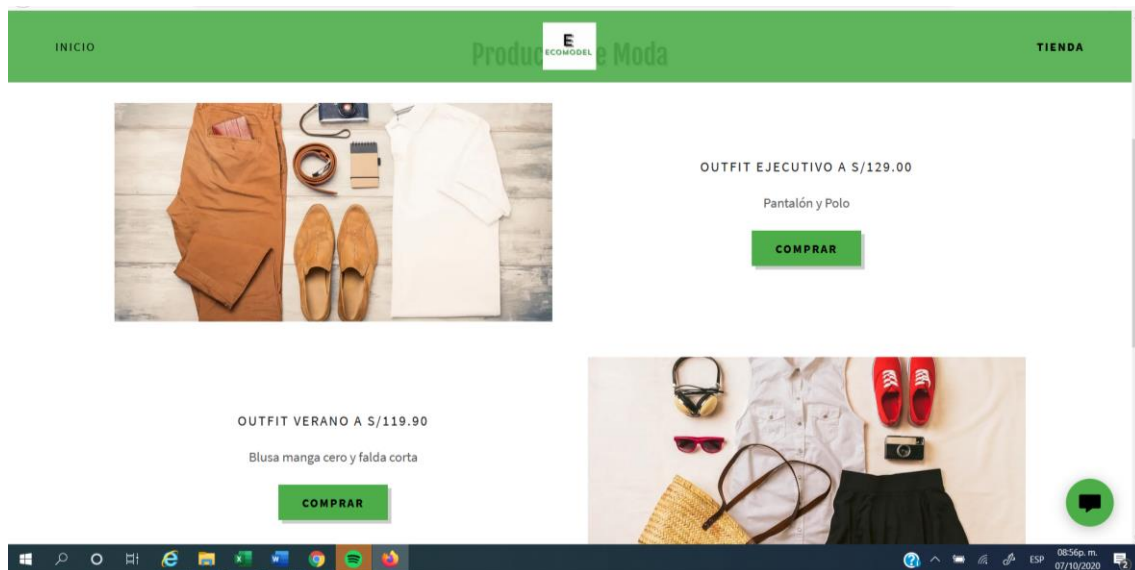 INICIO
E
ECOMODEL
TIENDA
OUTFIT EJECUTIVO A S/129.00
Pantalón y Polo
COMPRAR
OUTFIT VERANO A S/119.90
Blusa manga cero y falda corta
COMPRAR
ESP
08:56p. m.
07/10/2020